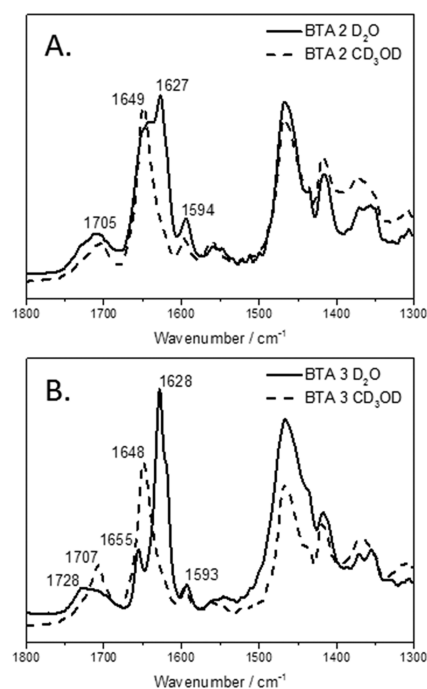 A.
BTA 2 D₂O
BTA 2 CD₃OD
1627
1649
1705
1594
1800 1700 1600 1500 1400 1300
Wavenumber / cm⁻¹
B.
BTA 3 D₂O
BTA 3 CD₃OD
1628
1648
1655
1707
1728
1593
1800 1700 1600 1500 1400 1300
Wavenumber / cm⁻¹